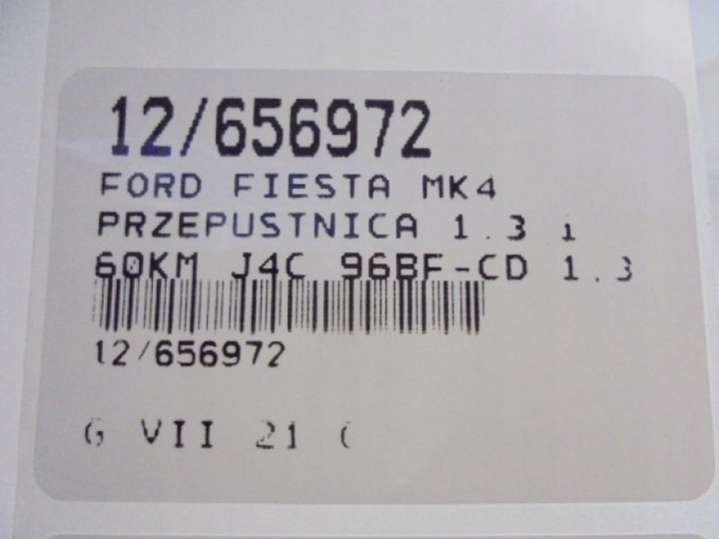 12/656972
FORD FIESTA MK4
PRZEPUSTNICA 1.3 i
60KM J4C 96BF-CD 1.3
12/656972
G VII 21